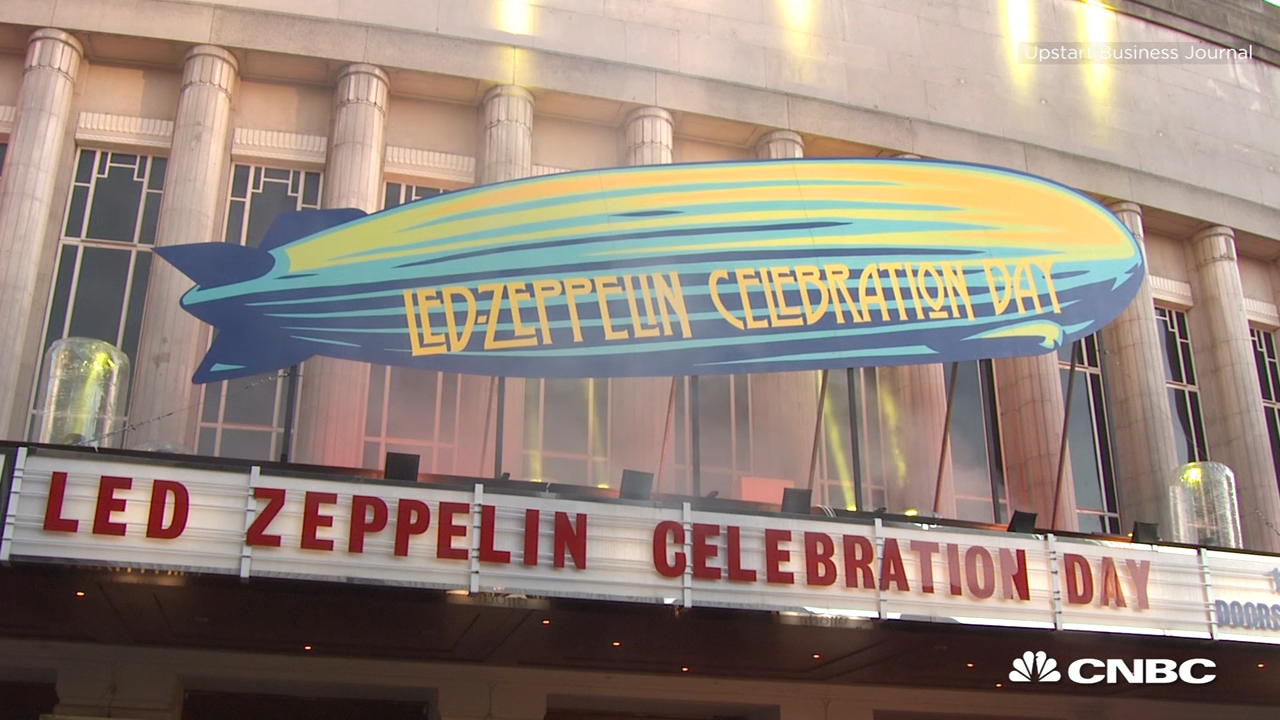 Upstart Business Journal
LED-ZEPPELIN CELEBRATION DAY
LED ZEPPELIN CELEBRATION DAY
DOORS
CNBC